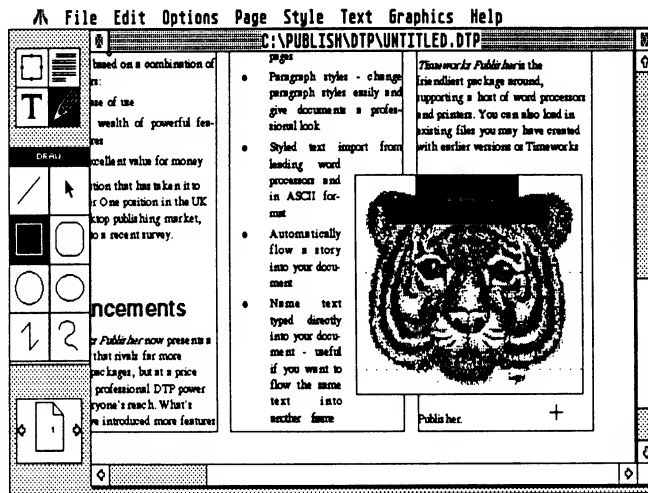 File Edit Options Page Style Text Graphics Help
C:\PUBLISH\DTP\UNTITLED.DTP
T
DRAW
1
based on a combination of
rs:
ase of use
wealth of powerful fea-
res
xcellent value for money
tion that has taken it to
r One position in the UK
ktop publishing market,
to a recent survey.
ncements
s Publisher now presents a
that rivals far more
packages, but at a price
professional DTP power
ryone's reach. What's
ve introduced more features
pages
• Paragraph styles - change
paragraph styles easily and
give documents a profes-
sional look
• Styled text import from
leading word
processors and
in ASCII for-
mat
• Automatically
flow a story
into your docu-
ment
• Name text
typed directly
into your docu-
ment - useful
if you want to
flow the same
text into
another frame
Timeworks Publisher is the
friendliest package around,
supporting a host of word processors
and printers. You can also load in
existing files you may have created
with earlier versions os Timeworks
Publisher.